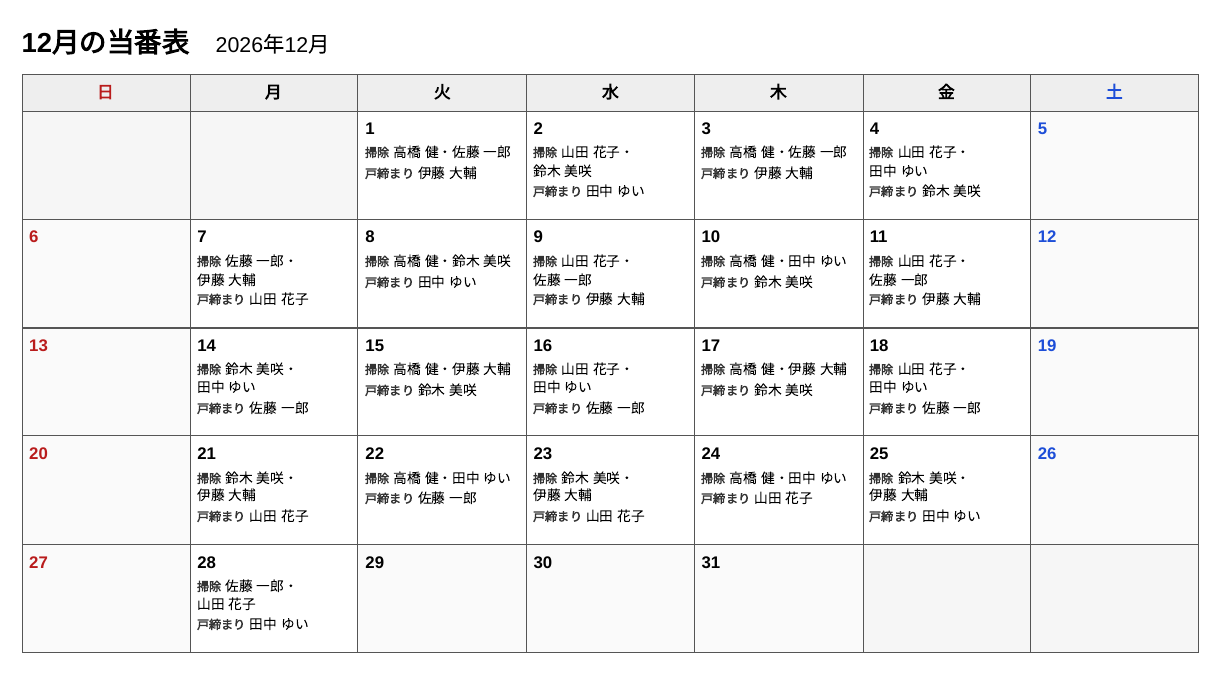 12月の当番表 2026年12月
日 月 火 水 木 金 土
1
掃除 高橋 健・佐藤 一郎
戸締まり 伊藤 大輔
2
掃除 山田 花子・
鈴木 美咲
戸締まり 田中 ゆい
3
掃除 高橋 健・佐藤 一郎
戸締まり 伊藤 大輔
4
掃除 山田 花子・
田中 ゆい
戸締まり 鈴木 美咲
5
6
7
掃除 佐藤 一郎・
伊藤 大輔
戸締まり 山田 花子
8
掃除 高橋 健・鈴木 美咲
戸締まり 田中 ゆい
9
掃除 山田 花子・
佐藤 一郎
戸締まり 伊藤 大輔
10
掃除 高橋 健・田中 ゆい
戸締まり 鈴木 美咲
11
掃除 山田 花子・
佐藤 一郎
戸締まり 伊藤 大輔
12
13
14
掃除 鈴木 美咲・
田中 ゆい
戸締まり 佐藤 一郎
15
掃除 高橋 健・伊藤 大輔
戸締まり 鈴木 美咲
16
掃除 山田 花子・
田中 ゆい
戸締まり 佐藤 一郎
17
掃除 高橋 健・伊藤 大輔
戸締まり 鈴木 美咲
18
掃除 山田 花子・
田中 ゆい
戸締まり 佐藤 一郎
19
20
21
掃除 鈴木 美咲・
伊藤 大輔
戸締まり 山田 花子
22
掃除 高橋 健・田中 ゆい
戸締まり 佐藤 一郎
23
掃除 鈴木 美咲・
伊藤 大輔
戸締まり 山田 花子
24
掃除 高橋 健・田中 ゆい
戸締まり 山田 花子
25
掃除 鈴木 美咲・
伊藤 大輔
戸締まり 田中 ゆい
26
27
28
掃除 佐藤 一郎・
山田 花子
戸締まり 田中 ゆい
29
30
31